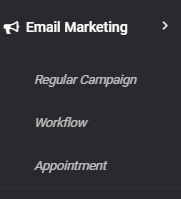 Email Marketing
Regular Campaign
Workflow
Appointment